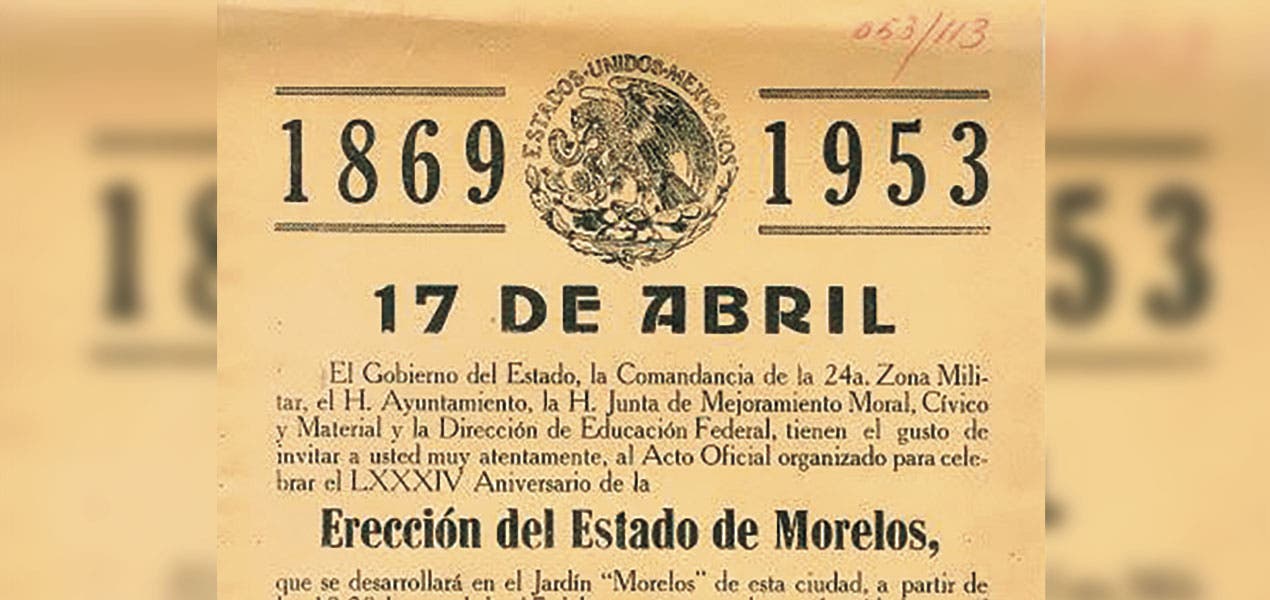 053/113
ESTADOS·UNIDOS·MEXICANOS
1869
1953
17 DE ABRIL
El Gobierno del Estado, la Comandancia de la 24a. Zona Mili-
tar, el H. Ayuntamiento, la H. Junta de Mejoramiento Moral, Cívico
y Material y la Dirección de Educación Federal, tienen el gusto de
invitar a usted muy atentamente, al Acto Oficial organizado para cele-
brar el LXXXIV Aniversario de la
Erección del Estado de Morelos,
que se desarrollará en el Jardín "Morelos" de esta ciudad, a partir de